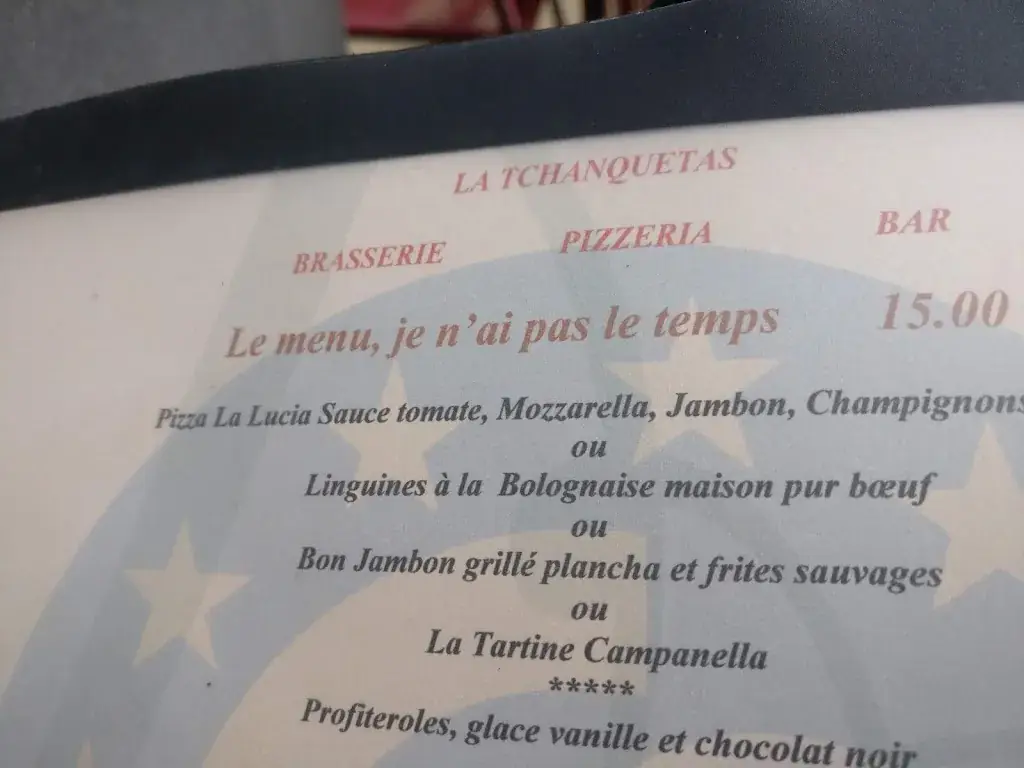 LA TCHANQUETAS
BRASSERIE PIZZERIA BAR
Le menu, je n'ai pas le temps 15.00
Pizza La Lucia Sauce tomate, Mozzarella, Jambon, Champignons
ou
Linguines à la Bolognaise maison pur bœuf
ou
Bon Jambon grillé plancha et frites sauvages
ou
La Tartine Campanella
*****
Profiteroles, glace vanille et chocolat noir